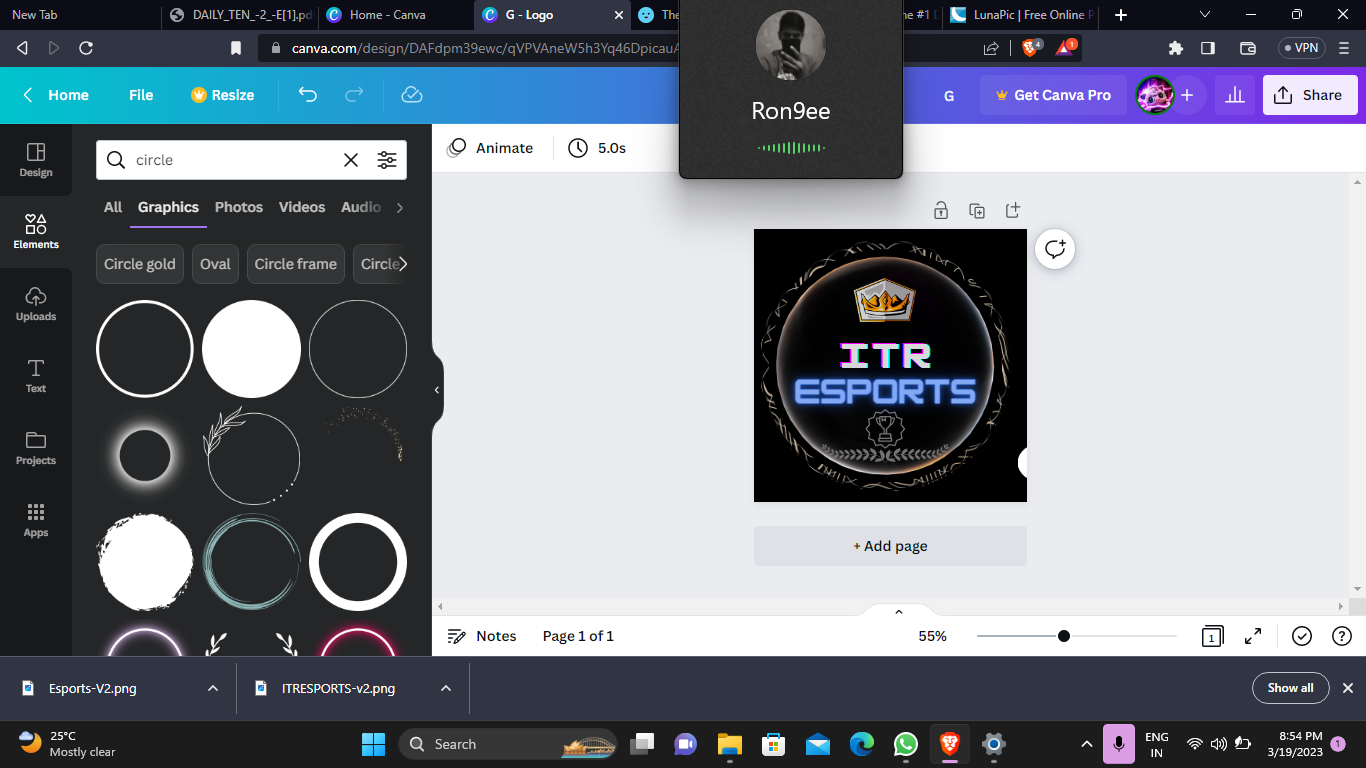 New Tab
DAILY_TEN_-2_-E[1].pd
Home - Canva
G - Logo
The
ne #1
LunaPic | Free Online P
canva.com/design/DAFdpm39ewc/qVPVAneW5h3Yq46Dpicau
4
1
VPN
Ron9ee
Home
File
Resize
G
Get Canva Pro
Share
Design
Elements
Uploads
Text
Projects
Apps
circle
All
Graphics
Photos
Videos
Audio
Circle gold
Oval
Circle frame
Circle
Animate
5.0s
ITR
ESPORTS
+ Add page
Notes
Page 1 of 1
55%
1
Esports-V2.png
ITRESPORTS-v2.png
Show all
25°C
Mostly clear
Search
ENG
IN
8:54 PM
3/19/2023
1